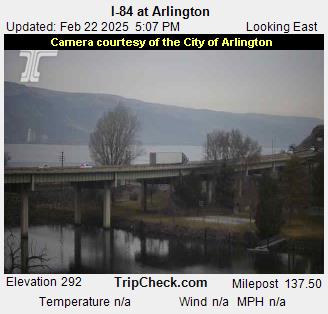 I-84 at Arlington
Updated: Feb 22 2025 5:07 PM Looking East
Camera courtesy of the City of Arlington
Elevation 292 TripCheck.com Milepost 137.50
Temperature n/a Wind n/a MPH n/a